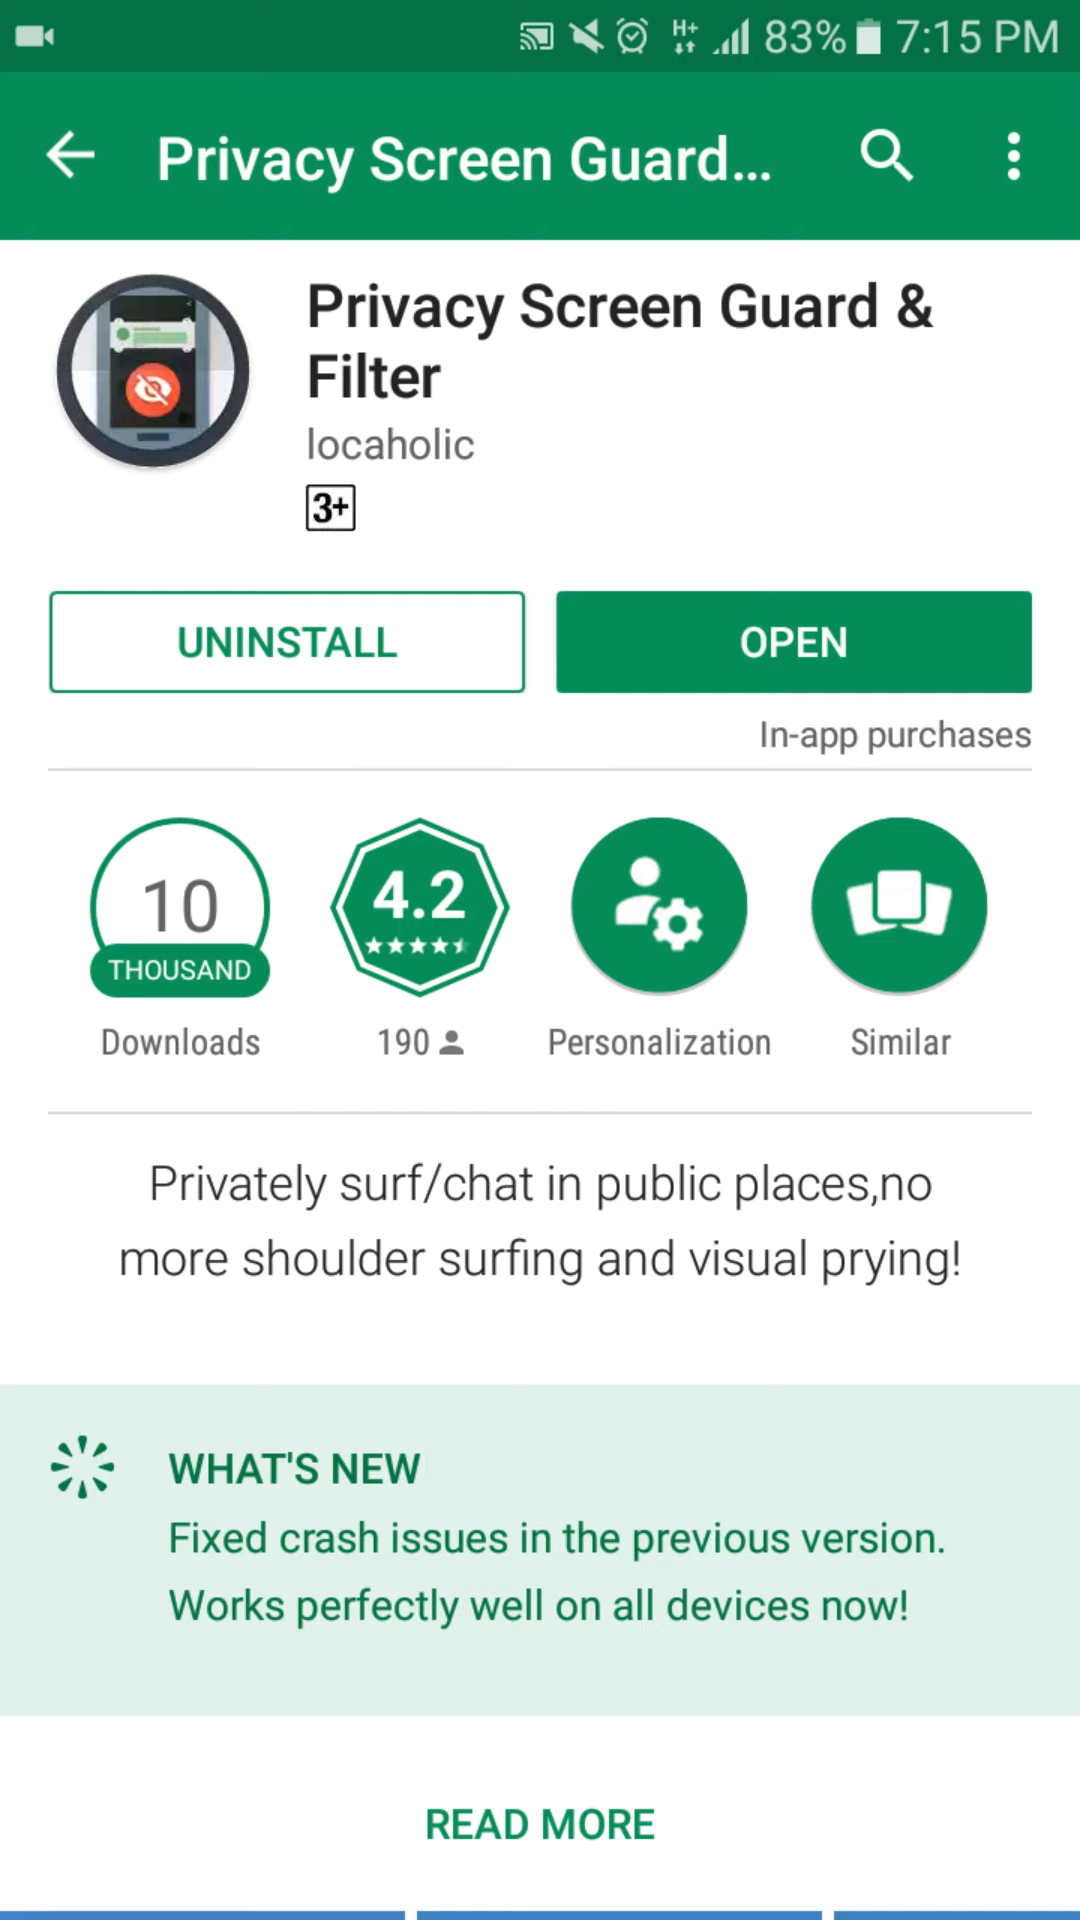 H+ 83% 7:15 PM
Privacy Screen Guard...
Privacy Screen Guard &
Filter
locaholic
3+
UNINSTALL OPEN
In-app purchases
10 4.2
THOUSAND
Downloads 190 Personalization Similar
Privately surf/chat in public places,no
more shoulder surfing and visual prying!
WHAT'S NEW
Fixed crash issues in the previous version.
Works perfectly well on all devices now!
READ MORE